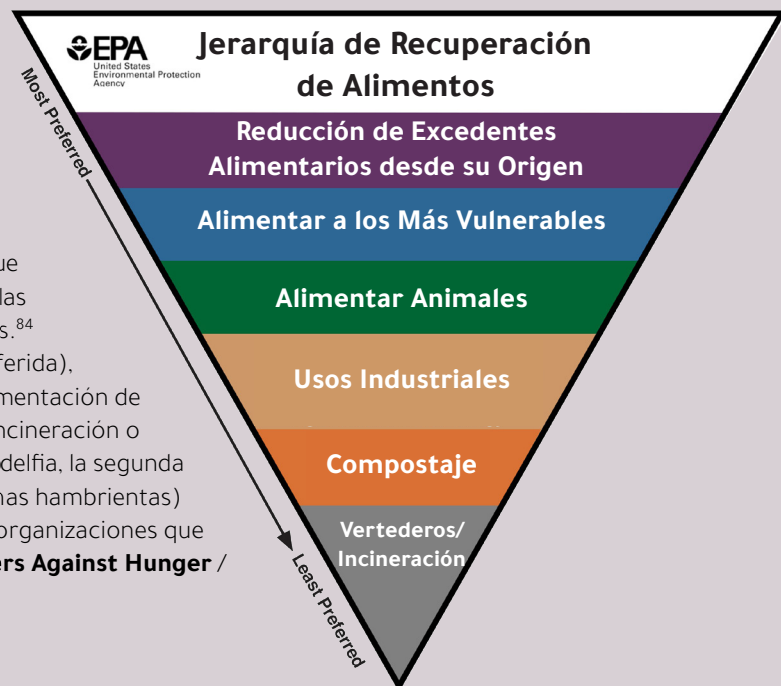 EPA
United States
Environmental Protection
Agency
Jerarquía de Recuperación
de Alimentos
Most Preferred
Reducción de Excedentes
Alimentarios desde su Origen
Alimentar a los Más Vulnerables
Alimentar Animales
Usos Industriales
Compostaje
Vertederos/
Incineración
Least Preferred
ue
las
s.84
ferida),
mentación de
ncineración o
delfia, la segunda
nas hambrientas)
organizaciones que
ers Against Hunger /